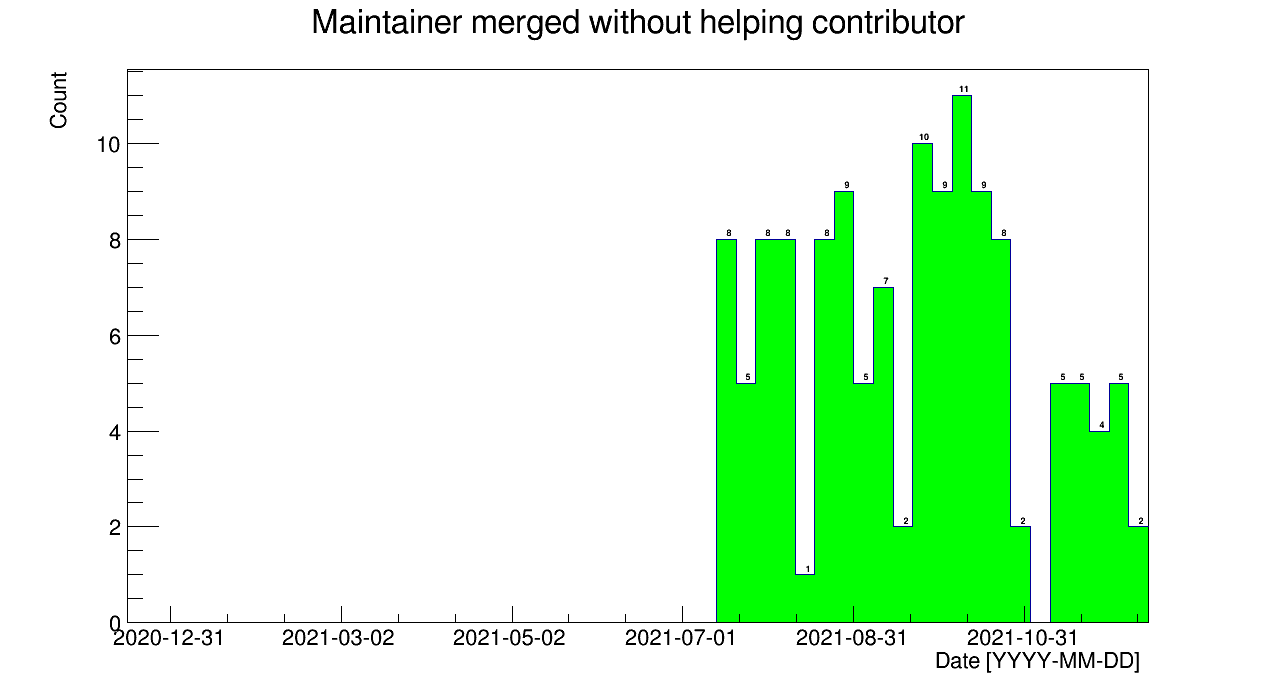 Maintainer merged without helping contributor
Count
10
8
6
4
2
0
8 5 8 8 1 8 9 5 7 2 10 9 11 9 8 2 5 5 4 5 2
2020-12-31 2021-03-02 2021-05-02 2021-07-01 2021-08-31 2021-10-31
Date [YYYY-MM-DD]